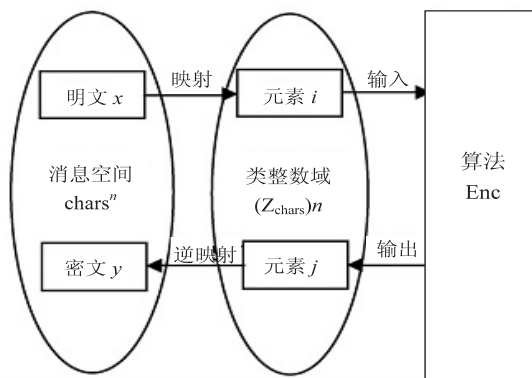 映射
输入
明文 x
元素 i
消息空间
charsⁿ
类整数域
(Z_chars)n
算法
Enc
逆映射
输出
密文 y
元素 j